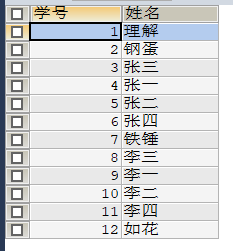 学号 姓名
1 理解
2 钢蛋
3 张三
4 张一
5 张二
6 张四
7 铁锤
8 李三
9 李一
10 李二
11 李四
12 如花